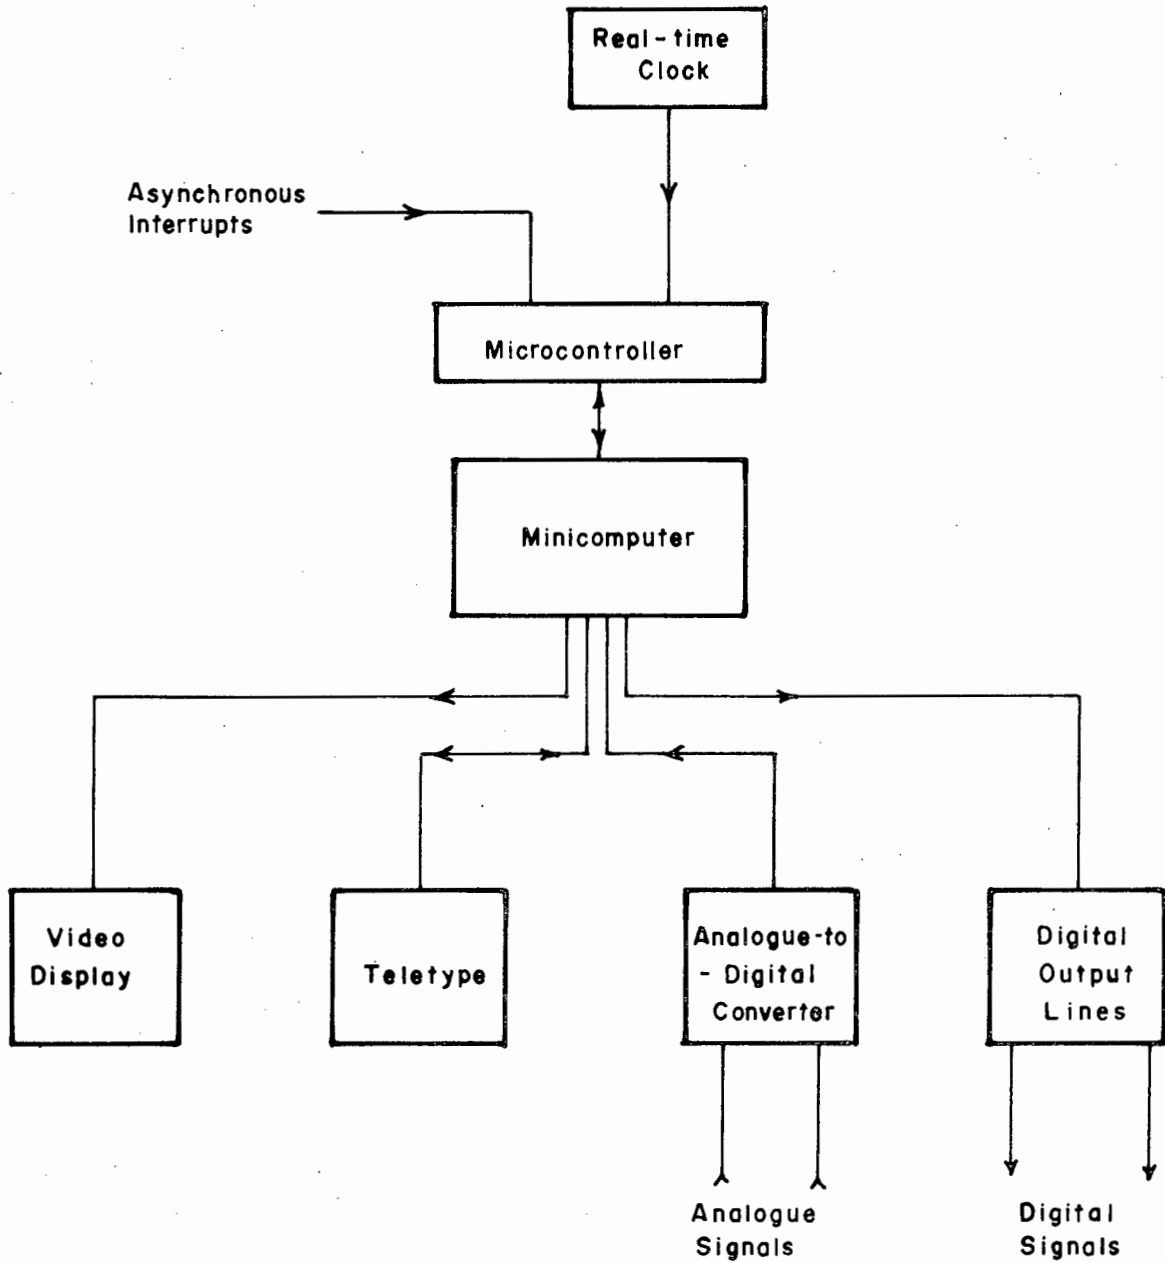 Real-time
Clock
Asynchronous
Interrupts
Microcontroller
Minicomputer
Video
Display
Teletype
Analogue-to
- Digital
Converter
Digital
Output
Lines
Analogue
Signals
Digital
Signals